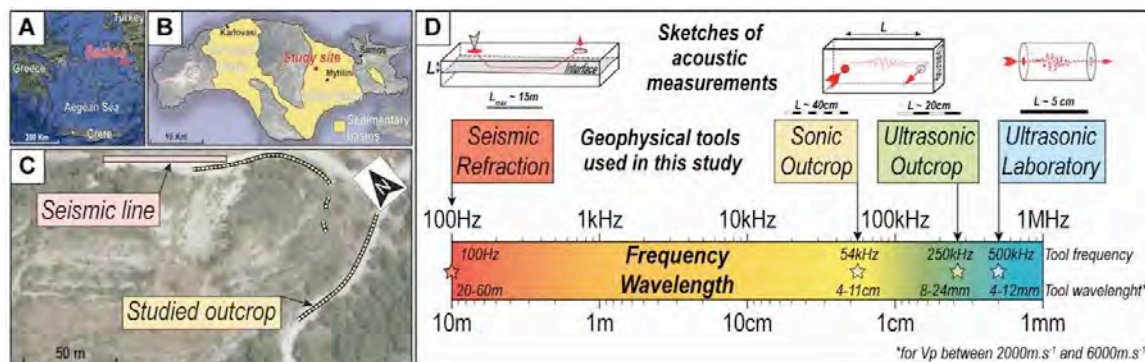 A
Turkey
Greece
Aegean Sea
Crete
200 Km
B
Karlovasi
Study site
Samos
Mytilini
10 Km
Sedimentary
basins
C
Seismic line
N
Studied outcrop
50 m
D
L*
Interface
Lmax ~ 15m
Sketches of
acoustic
measurements
L
L ~ 40cm
L ~ 20cm
L ~ 5 cm
Seismic
Refraction
Geophysical tools
used in this study
Sonic
Outcrop
Ultrasonic
Outcrop
Ultrasonic
Laboratory
100Hz
1kHz
10kHz
100kHz
1MHz
100Hz
Frequency
54kHz
250kHz
500kHz
Tool frequency
20-60m
Wavelength
4-11cm
8-24mm
4-12mm
Tool wavelenght*
10m
1m
10cm
1cm
1mm
*for Vp between 2000m.s-1 and 6000m.s-1